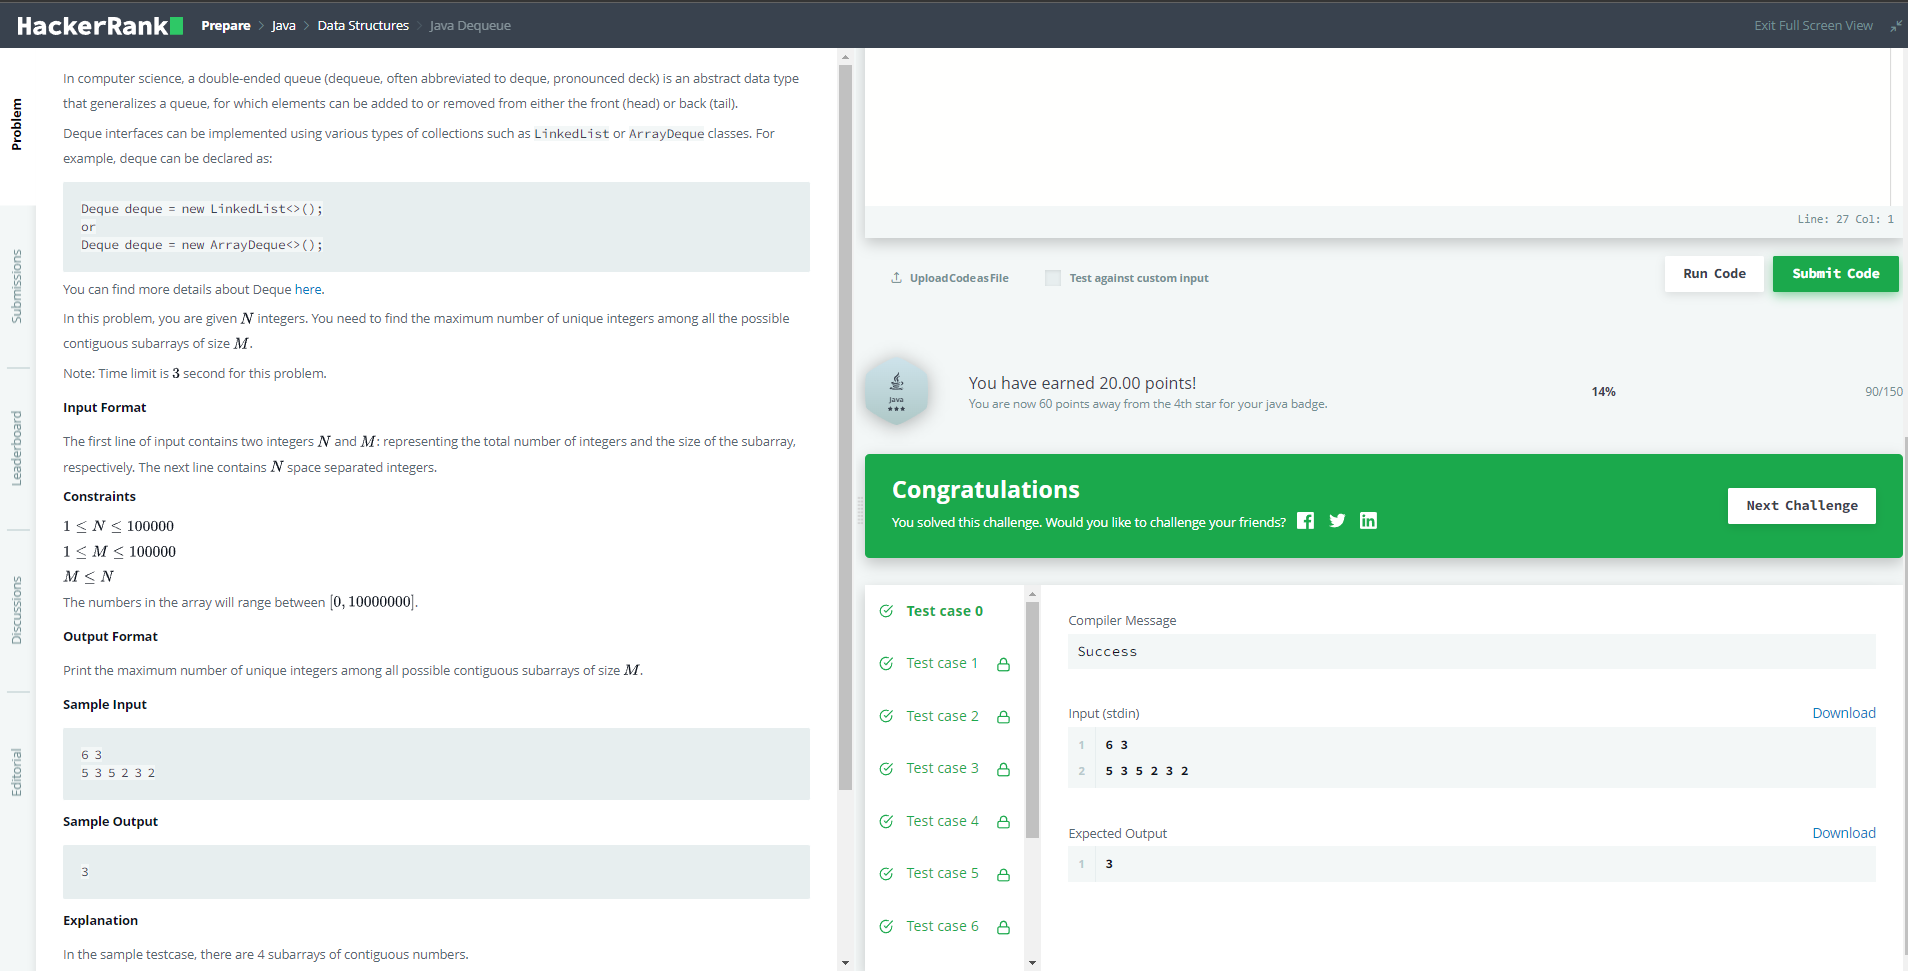 HackerRank
Prepare > Java > Data Structures > Java Dequeue
Exit Full Screen View
Problem
Submissions
Leaderboard
Discussions
Editorial
In computer science, a double-ended queue (dequeue, often abbreviated to deque, pronounced deck) is an abstract data type
that generalizes a queue, for which elements can be added to or removed from either the front (head) or back (tail).
Deque interfaces can be implemented using various types of collections such as LinkedList or ArrayDeque classes. For
example, deque can be declared as:
Deque deque = new LinkedList<>();
or
Deque deque = new ArrayDeque<>();
You can find more details about Deque here.
In this problem, you are given N integers. You need to find the maximum number of unique integers among all the possible
contiguous subarrays of size M.
Note: Time limit is 3 second for this problem.
Input Format
The first line of input contains two integers N and M: representing the total number of integers and the size of the subarray,
respectively. The next line contains N space separated integers.
Constraints
1 ≤ N ≤ 100000
1 ≤ M ≤ 100000
M ≤ N
The numbers in the array will range between [0, 10000000].
Output Format
Print the maximum number of unique integers among all possible contiguous subarrays of size M.
Sample Input
6 3
5 3 5 2 3 2
Sample Output
3
Explanation
In the sample testcase, there are 4 subarrays of contiguous numbers.
Line: 27 Col: 1
Upload Code as File
Test against custom input
Run Code
Submit Code
Java
You have earned 20.00 points!
You are now 60 points away from the 4th star for your java badge.
14%
90/150
Congratulations
You solved this challenge. Would you like to challenge your friends?
Next Challenge
Test case 0
Test case 1
Test case 2
Test case 3
Test case 4
Test case 5
Test case 6
Compiler Message
Success
Input (stdin)
Download
1 6 3
2 5 3 5 2 3 2
Expected Output
Download
1 3